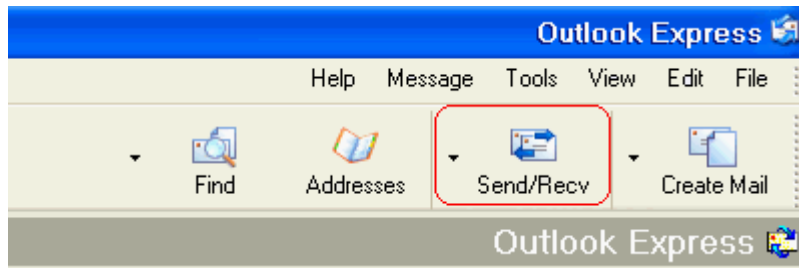 Outlook Express
Help Message Tools View Edit File
Find Addresses Send/Recv Create Mail
Outlook Express